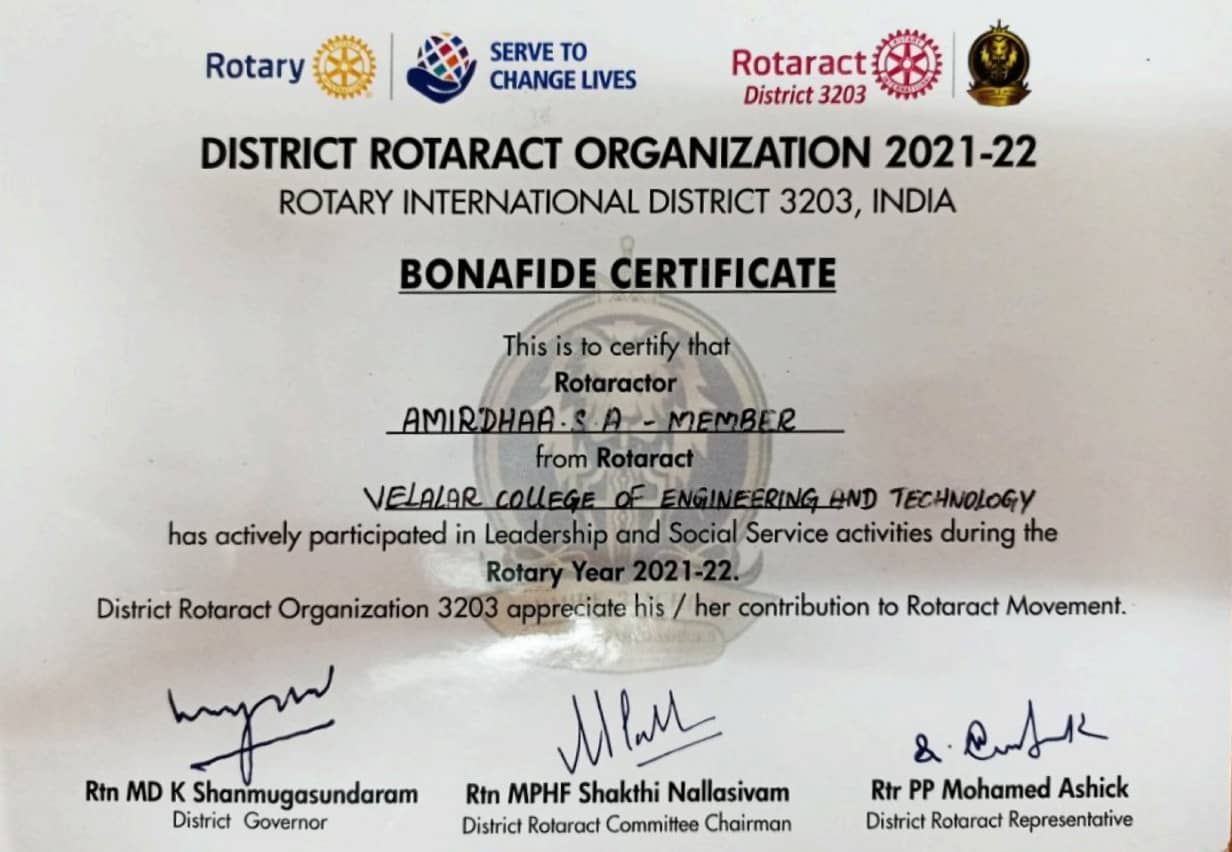 Rotary
SERVE TO
CHANGE LIVES
Rotaract
District 3203
DISTRICT ROTARACT ORGANIZATION 2021-22
ROTARY INTERNATIONAL DISTRICT 3203, INDIA
BONAFIDE CERTIFICATE
This is to certify that
Rotaractor
AMIRDHAA.S.A - MEMBER
from Rotaract
VELALAR COLLEGE OF ENGINEERING AND TECHNOLOGY
has actively participated in Leadership and Social Service activities during the
Rotary Year 2021-22.
District Rotaract Organization 3203 appreciate his / her contribution to Rotaract Movement.
Rtn MD K Shanmugasundaram
District Governor
Rtn MPHF Shakthi Nallasivam
District Rotaract Committee Chairman
Rtr PP Mohamed Ashick
District Rotaract Representative